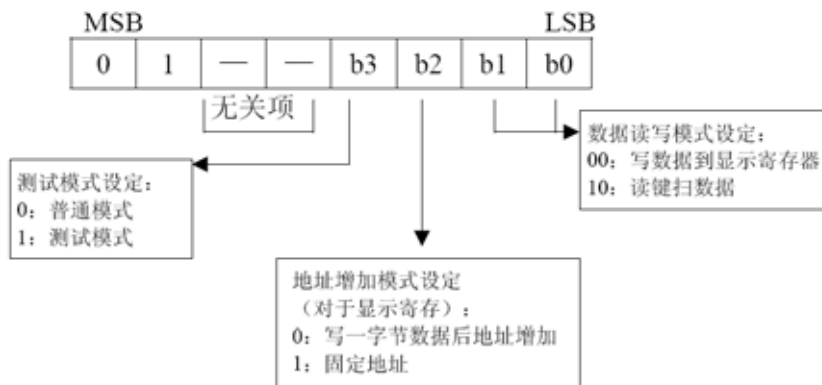 MSB LSB
0 1 — — b3 b2 b1 b0
无关项
数据读写模式设定：
00：写数据到显示寄存器
10：读键扫数据
测试模式设定：
0：普通模式
1：测试模式
地址增加模式设定
（对于显示寄存）：
0：写一字节数据后地址增加
1：固定地址